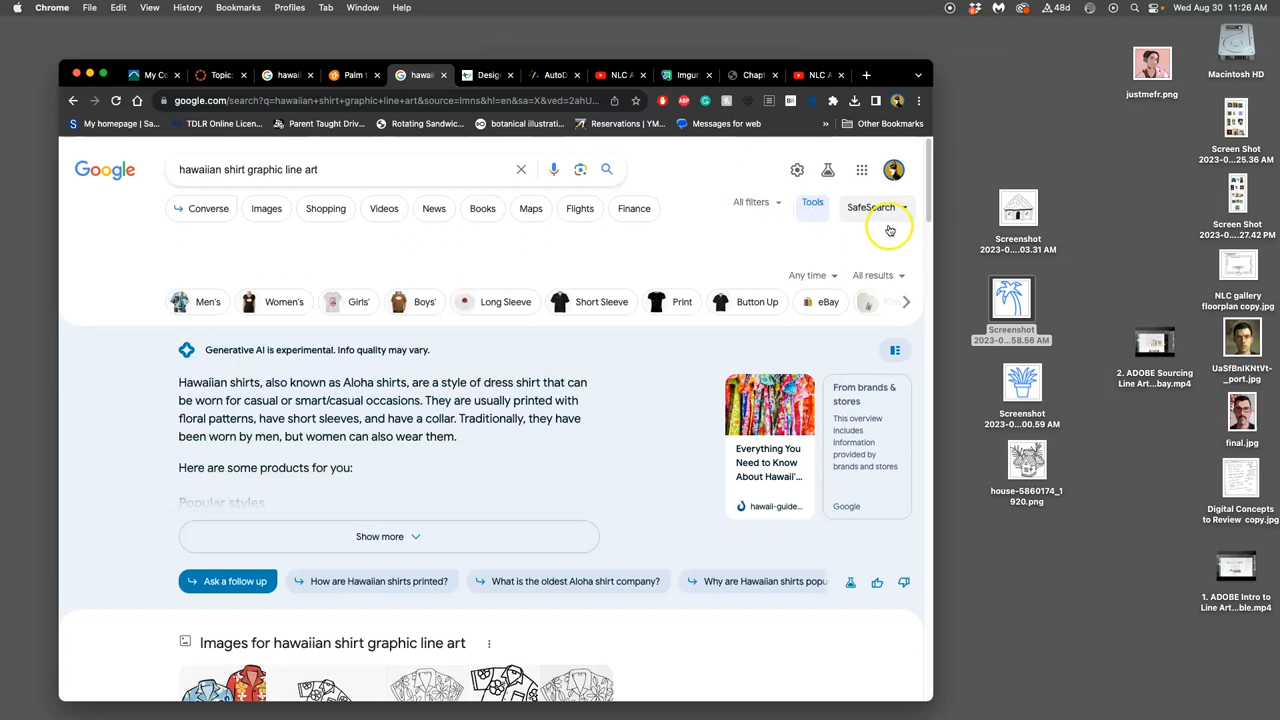 Chrome File Edit View History Bookmarks Profiles Tab Window Help
48d
Wed Aug 30 11:26 AM
My Co
Topic:
hawaii
Palm
hawaii
Design
AutoD
NLC A
Imgur
Chapt
NLC A
google.com/search?q=hawaiian+shirt+graphic+line+art&source=lmns&hl=en&sa=X&ved=2ahU...
My homepage | Sa...
TDLR Online Licen...
Parent Taught Driv...
Rotating Sandwic...
botanical illustrati...
Reservations | YM...
Messages for web
»
Other Bookmarks
Google
hawaiian shirt graphic line art
Converse
Images
Shopping
Videos
News
Books
Maps
Flights
Finance
All filters
Tools
SafeSearch
Any time
All results
Men's
Women's
Girls'
Boys'
Long Sleeve
Short Sleeve
Print
Button Up
eBay
Generative AI is experimental. Info quality may vary.
Hawaiian shirts, also known as Aloha shirts, are a style of dress shirt that can
be worn for casual or smart/casual occasions. They are usually printed with
floral patterns, have short sleeves, and have a collar. Traditionally, they have
been worn by men, but women can also wear them.
Here are some products for you:
Popular styles
Everything You
Need to Know
About Hawaii'...
hawaii-guide...
From brands &
stores
This overview
includes
information
provided by
brands and stores
Google
Show more
Ask a follow up
How are Hawaiian shirts printed?
What is the oldest Aloha shirt company?
Why are Hawaiian shirts popu
Images for hawaiian shirt graphic line art
justmefr.png
Macintosh HD
Screen Shot
2023-0...25.36 AM
Screenshot
2023-0...03.31 AM
Screen Shot
2023-0...27.42 PM
Screenshot
2023-0...58.56 AM
NLC gallery
floorplan copy.jpg
2. ADOBE Sourcing
Line Art...bay.mp4
UaSfBnIKNtVt-
_port.jpg
Screenshot
2023-0...00.59 AM
final.jpg
house-5860174_1
920.png
Digital Concepts
to Review copy.jpg
1. ADOBE Intro to
Line Art...ble.mp4